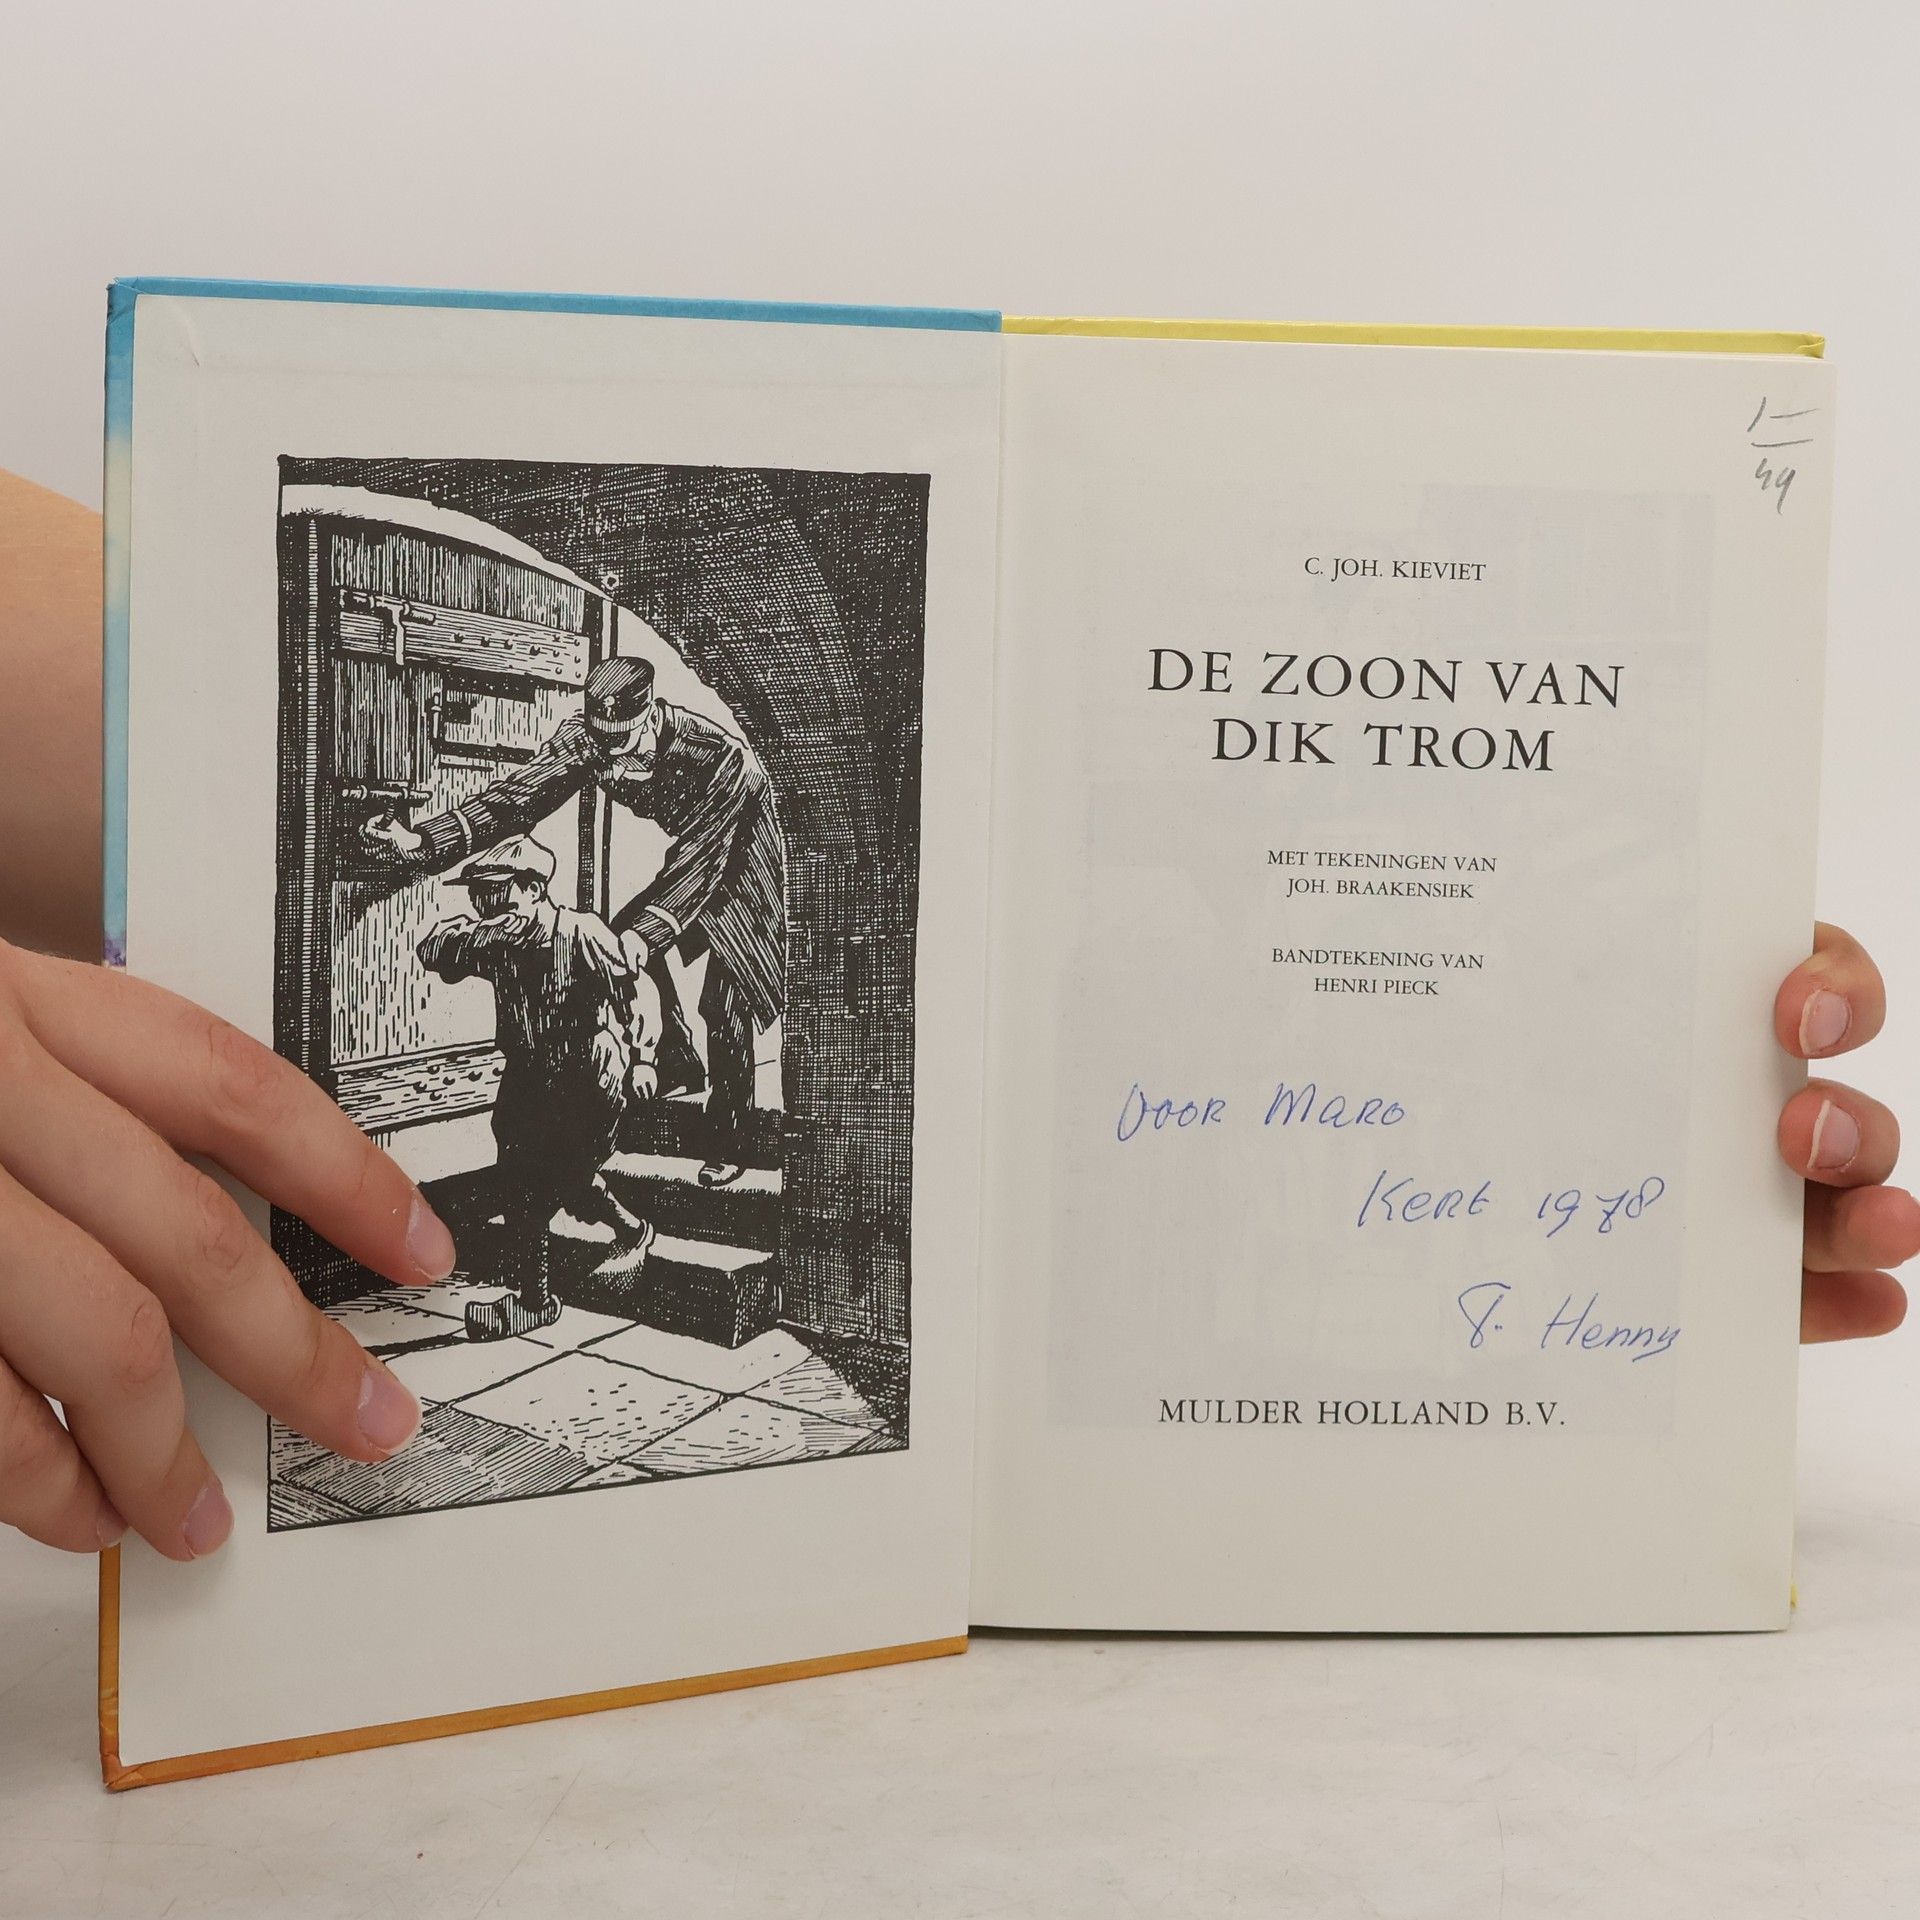 1-
49
C. JOH. KIEVIET
DE ZOON VAN
DIK TROM
MET TEKENINGEN VAN
JOH. BRAAKENSIEK
BANDTEKENING VAN
HENRI PIECK
Voor Marc
Kerst 1978
T. Henny
MULDER HOLLAND B.V.